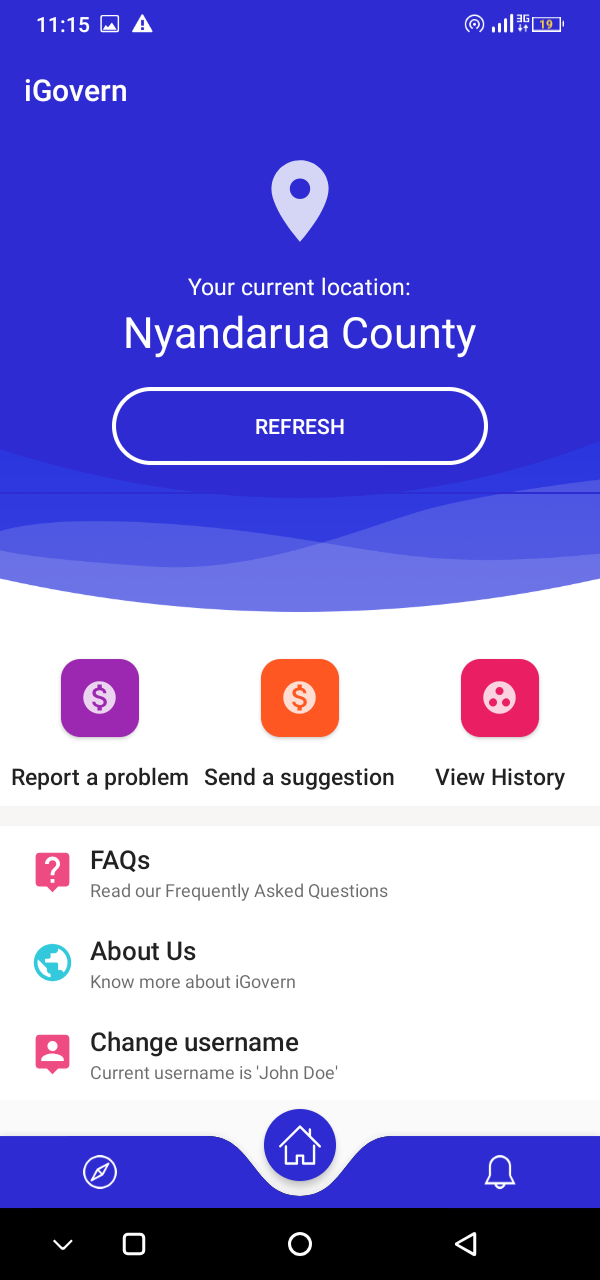 11:15
3G
19
iGovern
Your current location:
Nyandarua County
REFRESH
Report a problem
Send a suggestion
View History
FAQs
Read our Frequently Asked Questions
About Us
Know more about iGovern
Change username
Current username is 'John Doe'